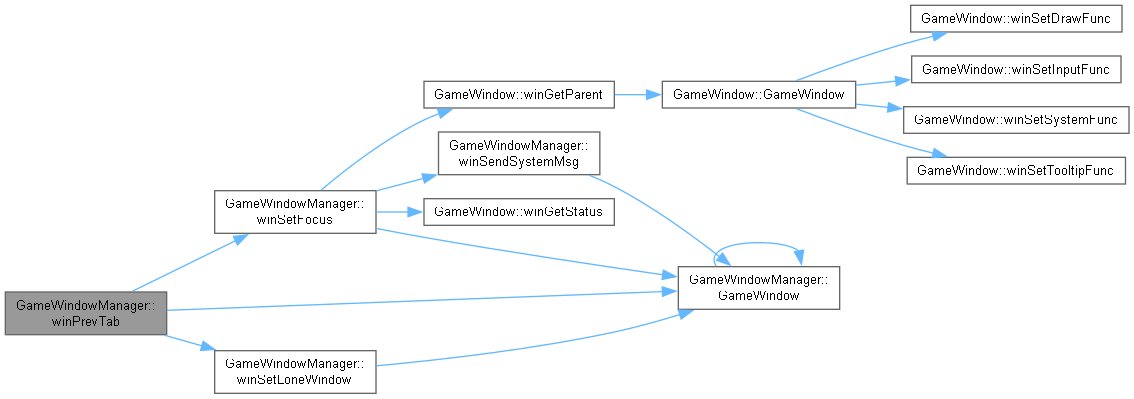 GameWindow::winSetDrawFunc
GameWindow::winSetInputFunc
GameWindow::winGetParent
GameWindow::GameWindow
GameWindow::winSetSystemFunc
GameWindowManager::
winSendSystemMsg
GameWindow::winSetTooltipFunc
GameWindowManager::
winSetFocus
GameWindow::winGetStatus
GameWindowManager::
GameWindow
GameWindowManager::
winPrevTab
GameWindowManager::
winSetLoneWindow